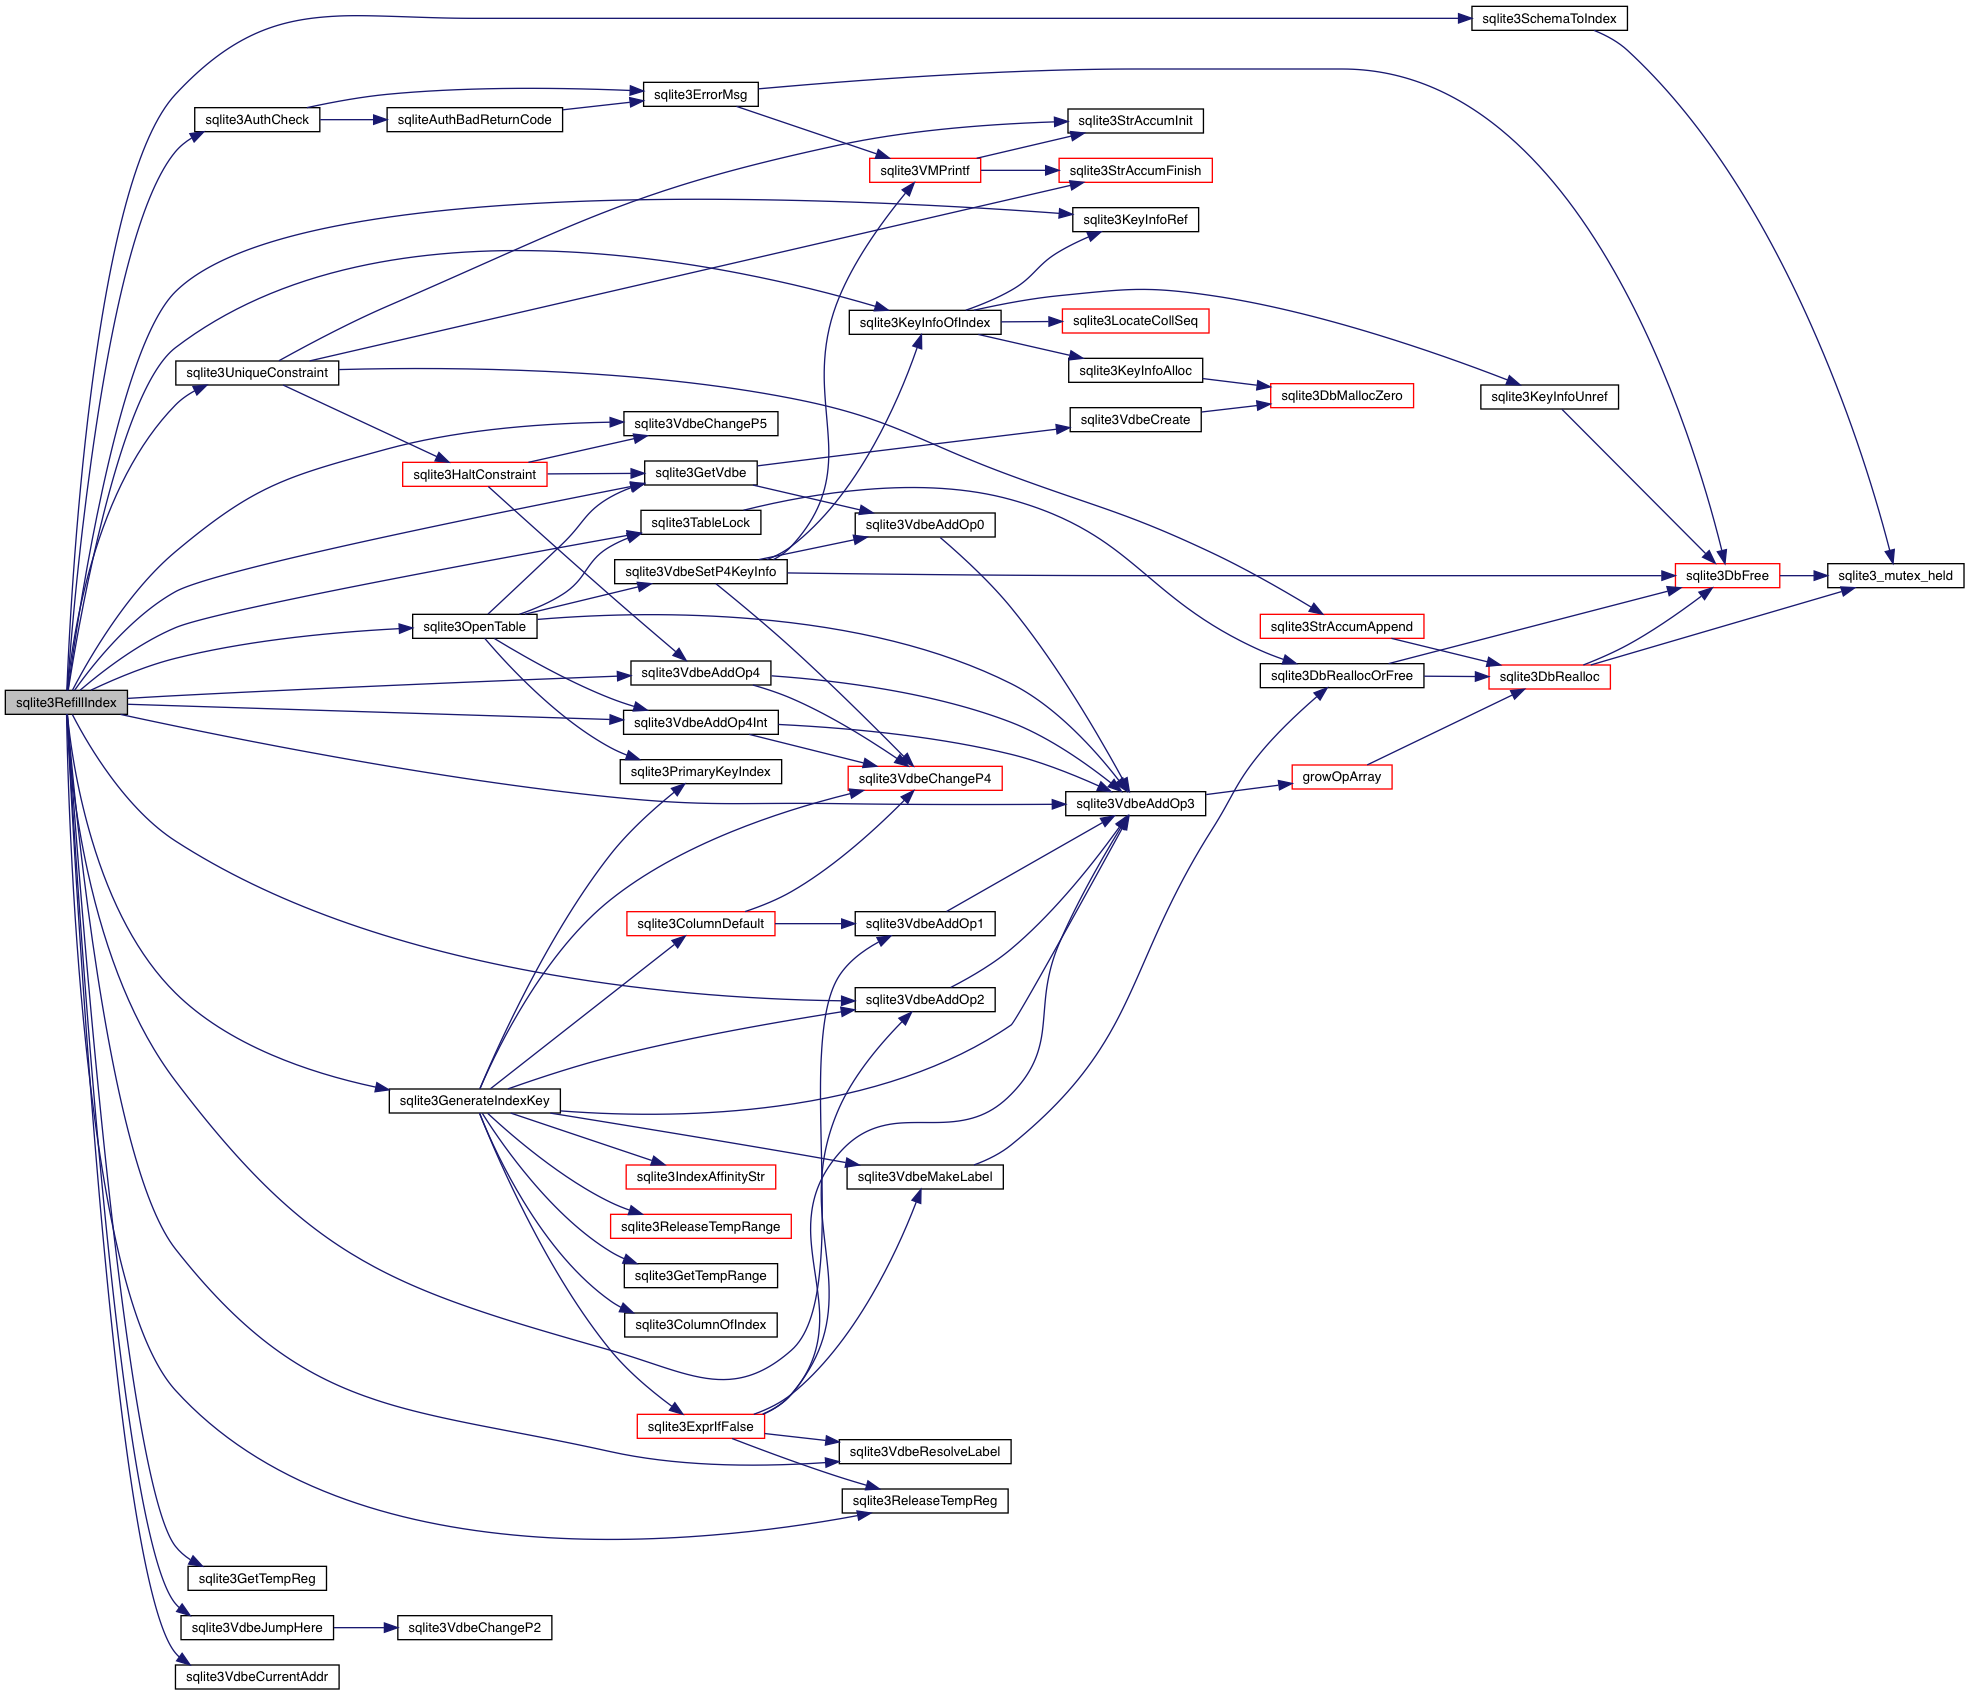 sqlite3SchemaToIndex
sqlite3ErrorMsg
sqlite3AuthCheck
sqliteAuthBadReturnCode
sqlite3StrAccumInit
sqlite3VMPrintf
sqlite3StrAccumFinish
sqlite3KeyInfoRef
sqlite3KeyInfoOfIndex
sqlite3LocateCollSeq
sqlite3UniqueConstraint
sqlite3KeyInfoAlloc
sqlite3DbMallocZero
sqlite3KeyInfoUnref
sqlite3VdbeChangeP5
sqlite3VdbeCreate
sqlite3HaltConstraint
sqlite3GetVdbe
sqlite3TableLock
sqlite3VdbeAddOp0
sqlite3VdbeSetP4KeyInfo
sqlite3DbFree
sqlite3_mutex_held
sqlite3OpenTable
sqlite3StrAccumAppend
sqlite3VdbeAddOp4
sqlite3DbReallocOrFree
sqlite3DbRealloc
sqlite3RefillIndex
sqlite3VdbeAddOp4Int
sqlite3PrimaryKeyIndex
sqlite3VdbeChangeP4
growOpArray
sqlite3VdbeAddOp3
sqlite3ColumnDefault
sqlite3VdbeAddOp1
sqlite3VdbeAddOp2
sqlite3GenerateIndexKey
sqlite3IndexAffinityStr
sqlite3VdbeMakeLabel
sqlite3ReleaseTempRange
sqlite3GetTempRange
sqlite3ColumnOfIndex
sqlite3ExprIfFalse
sqlite3VdbeResolveLabel
sqlite3ReleaseTempReg
sqlite3GetTempReg
sqlite3VdbeJumpHere
sqlite3VdbeChangeP2
sqlite3VdbeCurrentAddr